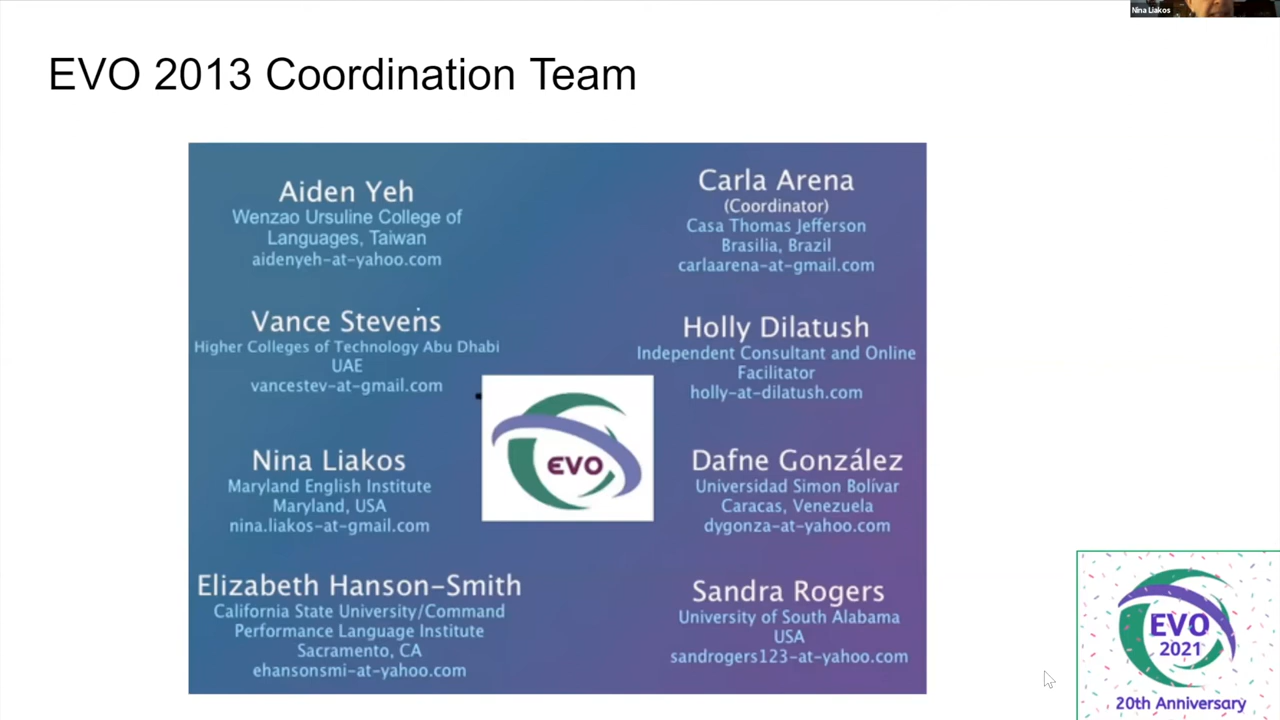 Nina Liakos
EVO 2013 Coordination Team
Aiden Yeh
Wenzao Ursuline College of
Languages, Taiwan
aidenyeh-at-yahoo.com
Vance Stevens
Higher Colleges of Technology Abu Dhabi
UAE
vancestev-at-gmail.com
Nina Liakos
Maryland English Institute
Maryland, USA
nina.liakos-at-gmail.com
Elizabeth Hanson-Smith
California State University/Command
Performance Language Institute
Sacramento, CA
ehansonsmi-at-yahoo.com
Carla Arena
(Coordinator)
Casa Thomas Jefferson
Brasilia, Brazil
carlaarena-at-gmail.com
Holly Dilatush
Independent Consultant and Online
Facilitator
holly-at-dilatush.com
Dafne González
Universidad Simon Bolívar
Caracas, Venezuela
dygonza-at-yahoo.com
Sandra Rogers
University of South Alabama
USA
sandrogers123-at-yahoo.com
EVO
EVO
2021
20th Anniversary